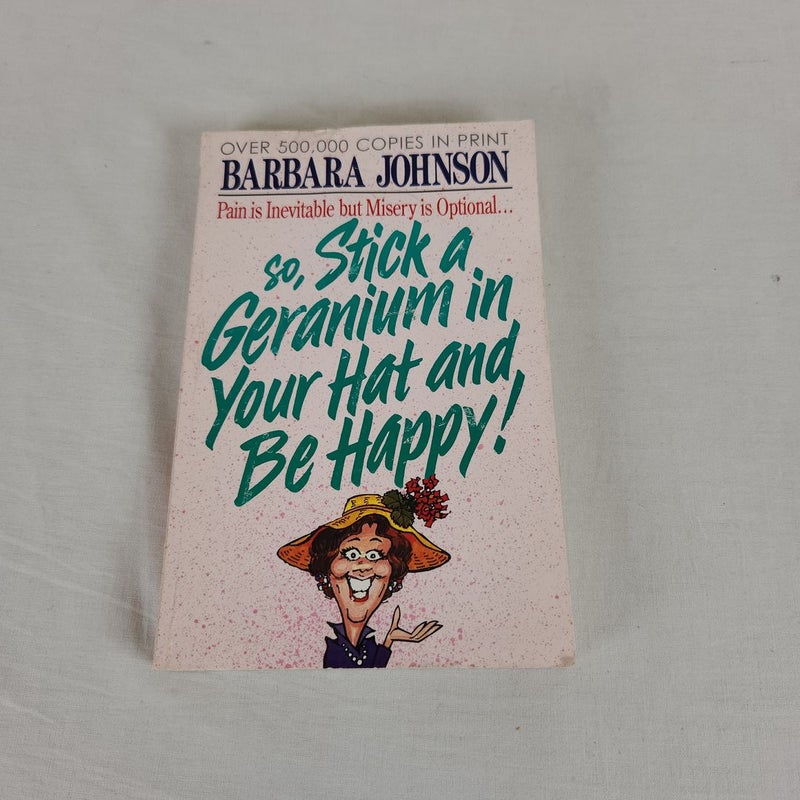 OVER 500,000 COPIES IN PRINT
BARBARA JOHNSON
Pain is Inevitable but Misery is Optional...
so, Stick a
Geranium in
Your Hat and
Be Happy!